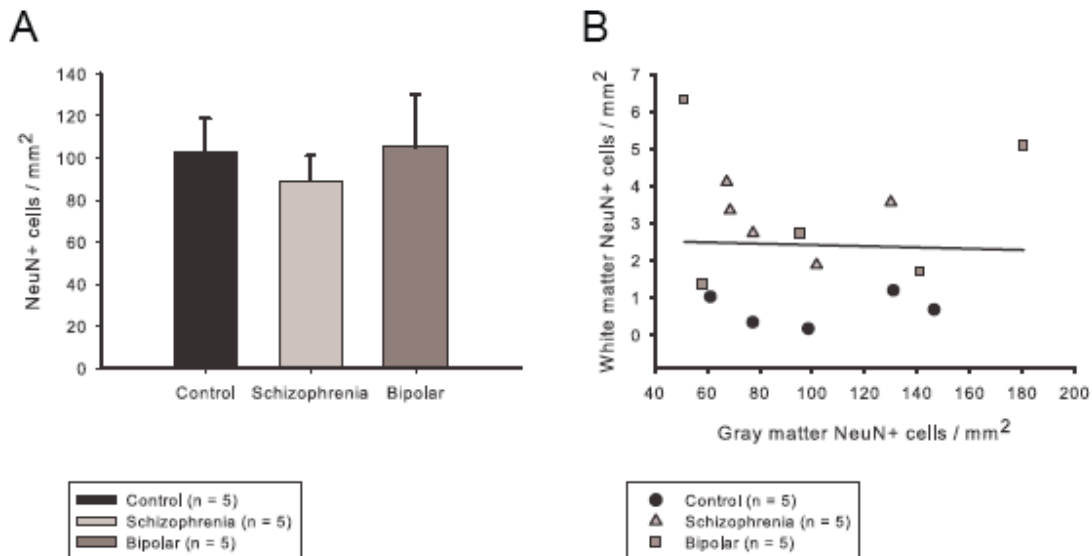 A
NeuN+ cells / mm2
140
120
100
80
60
40
20
0
Control Schizophrenia Bipolar
Control (n = 5)
Schizophrenia (n = 5)
Bipolar (n = 5)
B
White matter NeuN+ cells / mm2
7
6
5
4
3
2
1
0
40 60 80 100 120 140 160 180 200
Gray matter NeuN+ cells / mm2
Control (n = 5)
Schizophrenia (n = 5)
Bipolar (n = 5)